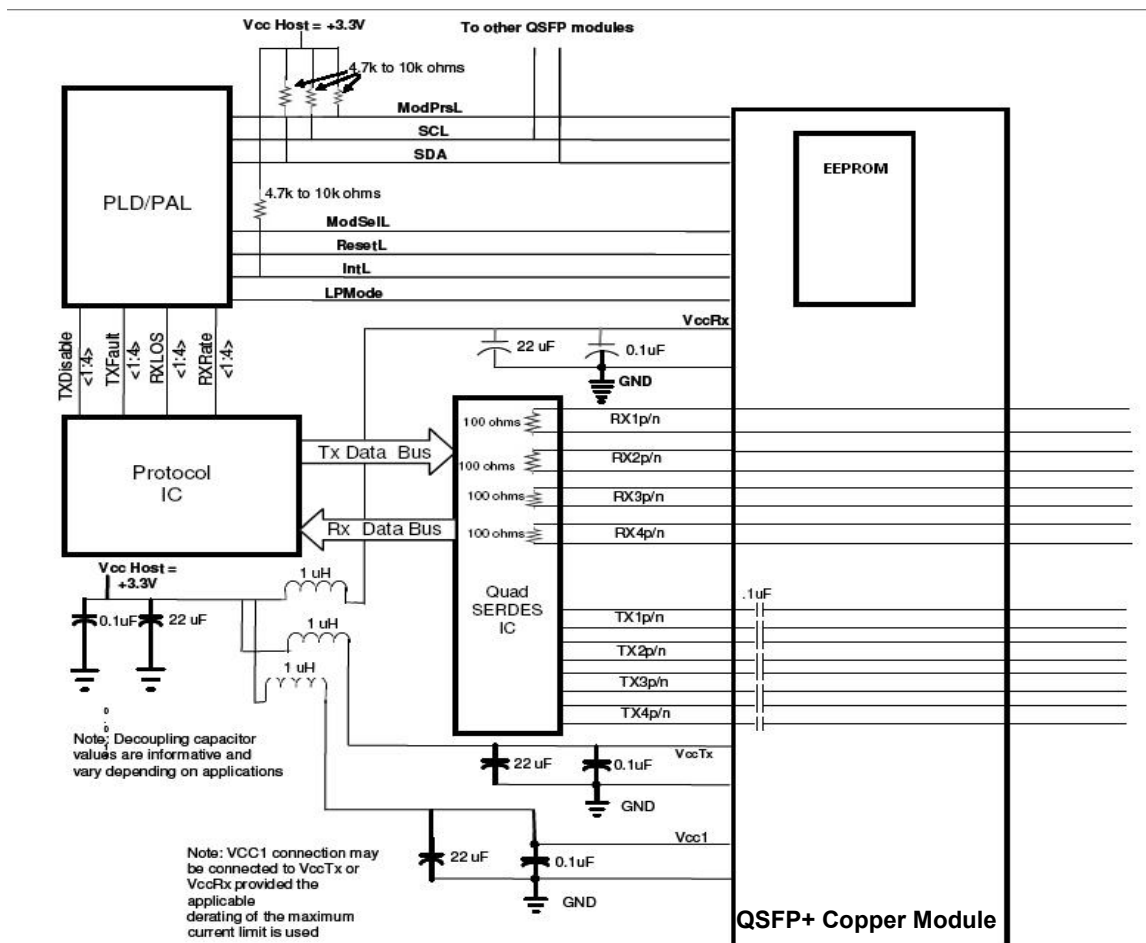 Vcc Host = +3.3V
To other QSFP modules
4.7k to 10k ohms
ModPrsL
SCL
SDA
EEPROM
PLD/PAL
4.7k to 10k ohms
ModSelL
ResetL
IntL
LPMode
VccRx
TXDisable
<1:4>
TXFault
<1:4>
RXLOS
<1:4>
RXRate
<1:4>
22 uF
0.1uF
GND
100 ohms
RX1p/n
Tx Data Bus
100 ohms
RX2p/n
Protocol
IC
100 ohms
RX3p/n
Rx Data Bus
100 ohms
RX4p/n
Vcc Host =
+3.3V
1 uH
Quad
SERDES
IC
.1uF
0.1uF
22 uF
1 uH
TX1p/n
1 uH
TX2p/n
TX3p/n
TX4p/n
Note: Decoupling capacitor
values are informative and
vary depending on applications
VccTx
22 uF
0.1uF
GND
Vcc1
Note: VCC1 connection may
be connected to VccTx or
VccRx provided the
applicable
derating of the maximum
current limit is used
22 uF
0.1uF
GND
QSFP+ Copper Module